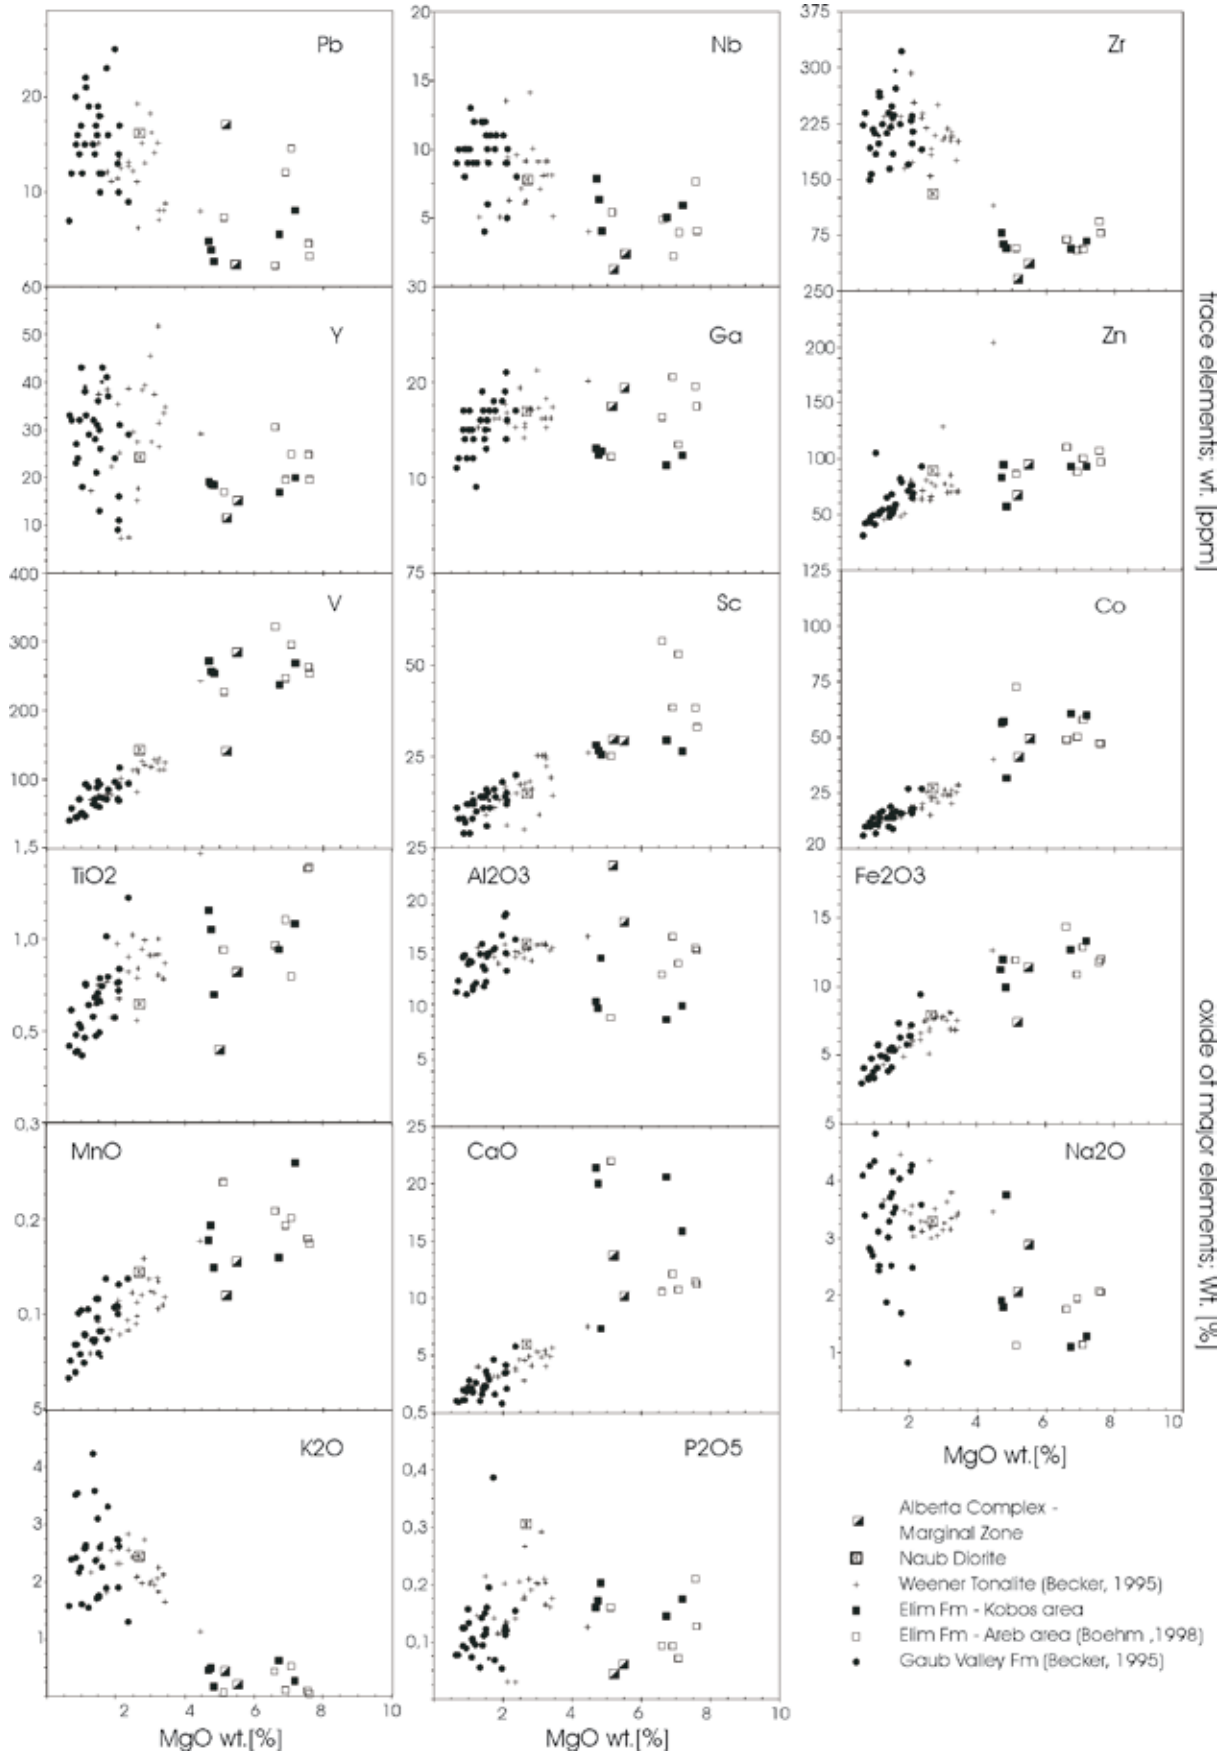 Pb
20
10
60
Nb
20
15
10
5
30
Zr
375
300
225
150
75
250
Y
50
40
30
20
10
400
Ga
20
10
75
Zn
200
150
100
50
125
trace elements; wt. [ppm]
V
300
200
100
1,5
Sc
50
25
25
Co
100
75
50
25
20
TiO2
1,0
0,5
0,3
Al2O3
20
15
10
5
25
Fe2O3
15
10
5
5
MnO
0,2
0,1
5
CaO
20
15
10
5
0,5
Na2O
4
3
2
1
2 4 6 8 10
MgO wt.[%]
oxide of major elements; Wt. [%]
K2O
4
3
2
1
2 4 6 8 10
MgO wt.[%]
P2O5
0,4
0,3
0,2
0,1
2 4 6 8 10
MgO wt.[%]
Alberta Complex -
Marginal Zone
Naub Diorite
Weener Tonalite (Becker, 1995)
Elim Fm - Kobos area
Elim Fm - Areb area (Boehm ,1998)
Gaub Valley Fm (Becker, 1995)